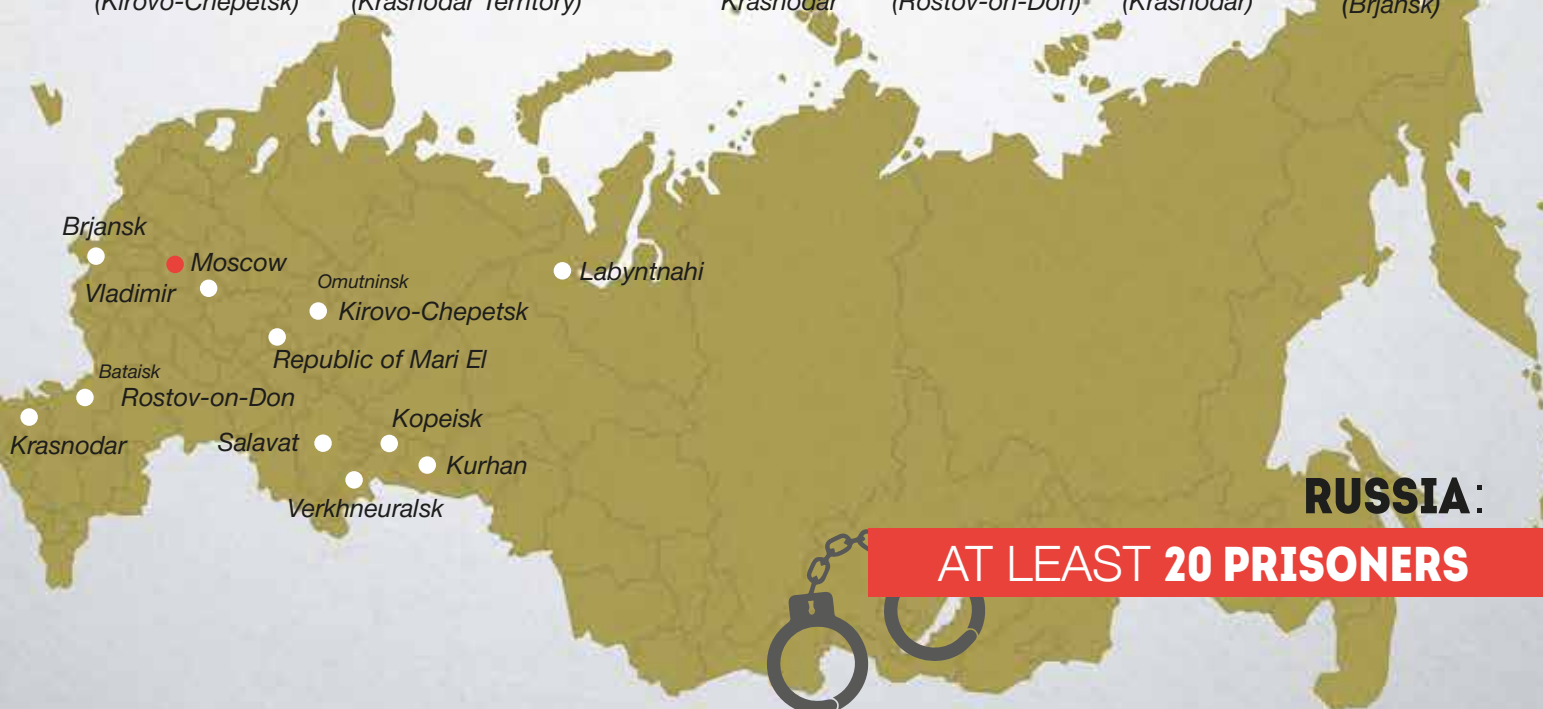 (Kirovo-Chepetsk) (Krasnodar Territory) Krasnodar (Rostov-on-Don) (Krasnodar) (Brjansk)
Brjansk
Moscow
Vladimir
Labyntnahi
Omutninsk
Kirovo-Chepetsk
Republic of Mari El
Bataisk
Rostov-on-Don
Krasnodar
Kopeisk
Salavat
Kurhan
Verkhneuralsk
RUSSIA:
AT LEAST 20 PRISONERS